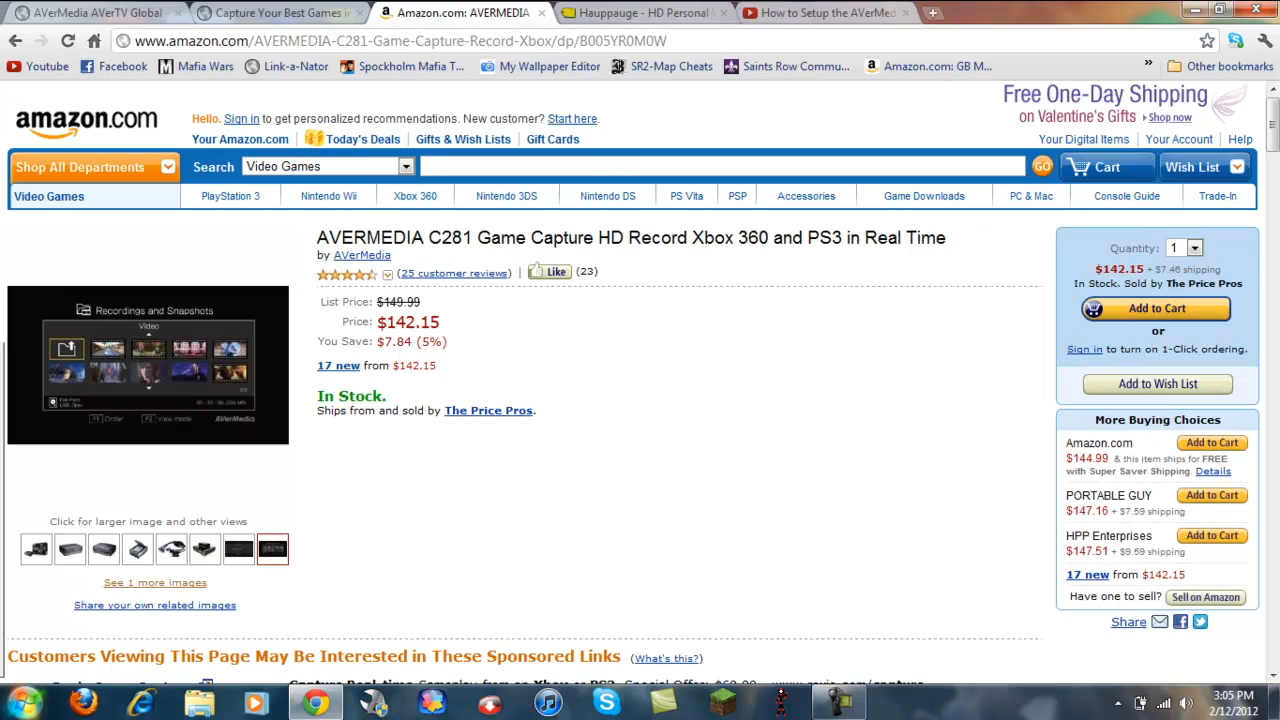 AVerMedia AVerTV Global
Capture Your Best Games in
Amazon.com: AVERMEDIA
Hauppauge - HD Personal V
How to Setup the AVerMed
www.amazon.com/AVERMEDIA-C281-Game-Capture-Record-Xbox/dp/B005YR0M0W
Youtube Facebook Mafia Wars Link-a-Nator Spockholm Mafia T... My Wallpaper Editor SR2-Map Cheats Saints Row Commu... Amazon.com: GB M... » Other bookmarks
Free One-Day Shipping
on Valentine's Gifts Shop now
amazon.com
Hello. Sign in to get personalized recommendations. New customer? Start here.
Your Amazon.com Today's Deals Gifts & Wish Lists Gift Cards
Your Digital Items Your Account Help
Shop All Departments Search Video Games GO Cart Wish List
Video Games PlayStation 3 Nintendo Wii Xbox 360 Nintendo 3DS Nintendo DS PS Vita PSP Accessories Game Downloads PC & Mac Console Guide Trade-In
AVERMEDIA C281 Game Capture HD Record Xbox 360 and PS3 in Real Time
by AVerMedia
(25 customer reviews) | Like (23)
List Price: $149.99
Price: $142.15
You Save: $7.84 (5%)
17 new from $142.15
In Stock.
Ships from and sold by The Price Pros.
Recordings and Snapshots
Video
Enter View mode AVerMedia
Click for larger image and other views
See 1 more images
Share your own related images
Quantity: 1
$142.15 + $7.46 shipping
In Stock. Sold by The Price Pros
Add to Cart
or
Sign in to turn on 1-Click ordering.
Add to Wish List
More Buying Choices
Amazon.com Add to Cart
$144.99 & this item ships for FREE
with Super Saver Shipping. Details
PORTABLE GUY Add to Cart
$147.16 + $7.59 shipping
HPP Enterprises Add to Cart
$147.51 + $9.59 shipping
17 new from $142.15
Have one to sell? Sell on Amazon
Share
Customers Viewing This Page May Be Interested in These Sponsored Links (What's this?)
3:05 PM
2/12/2012